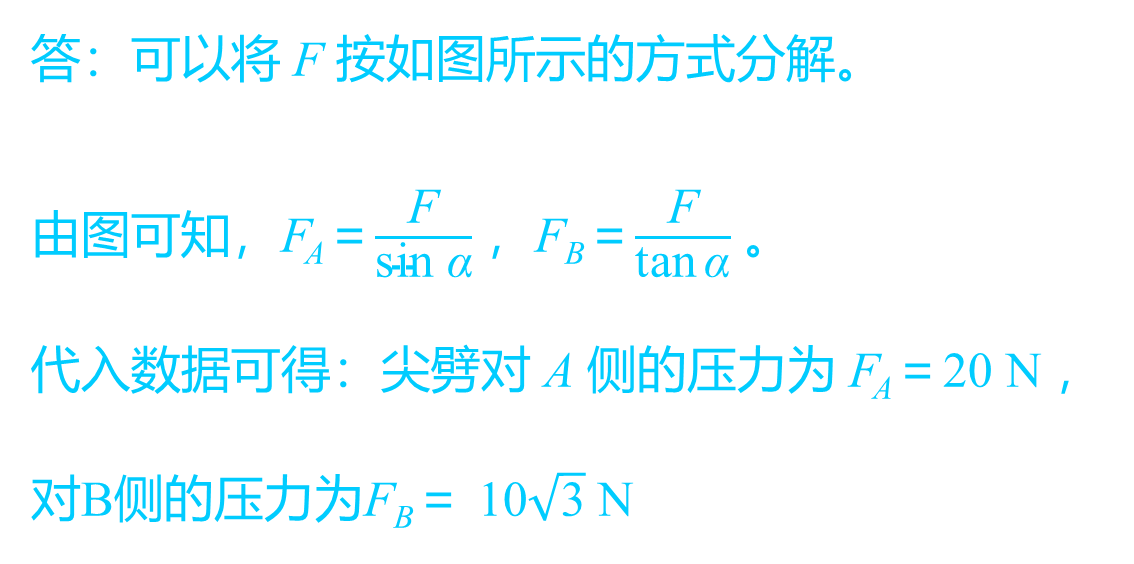 答：可以将 F 按如图所示的方式分解。
由图可知，F_A = F/sin α，F_B = F/tan α。
代入数据可得：尖劈对 A 侧的压力为 F_A = 20 N，
对B侧的压力为F_B = 10√3 N